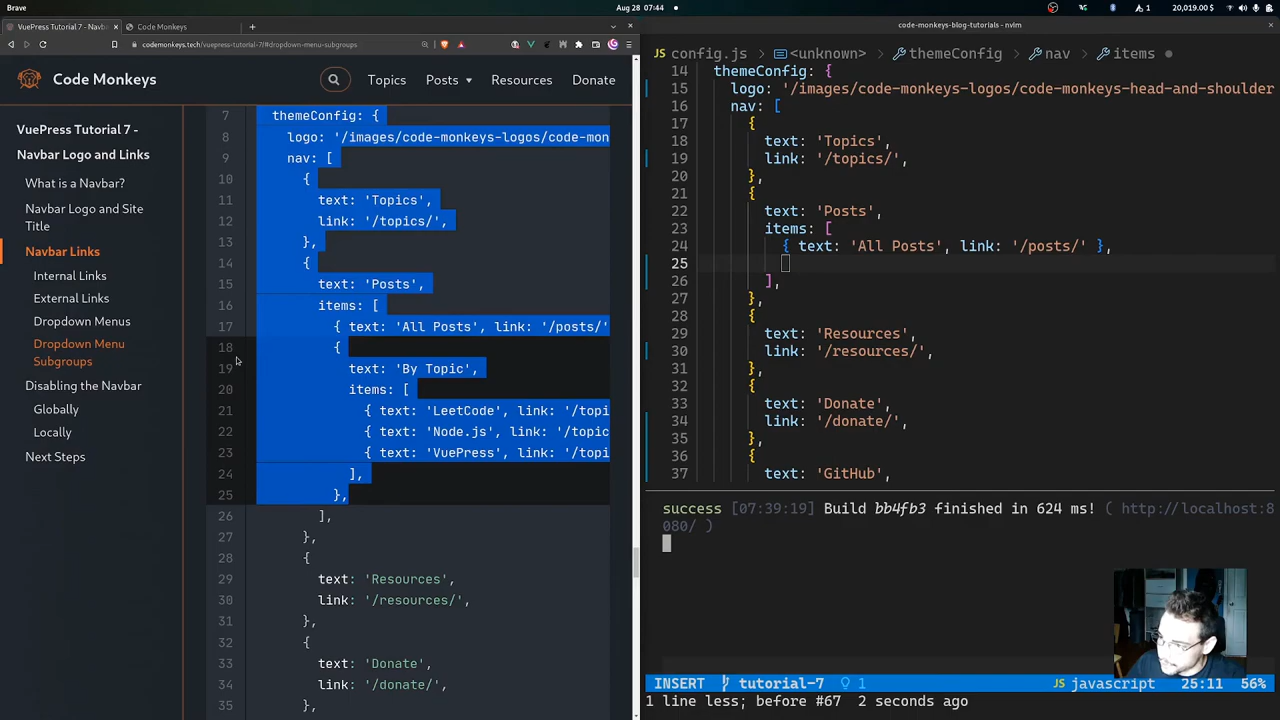 Brave
Aug 28 07:44
1
20,019.00 $
VuePress Tutorial 7 - Navb
Code Monkeys
codemonkeys.tech/vuepress-tutorial-7/#dropdown-menu-subgroups
Code Monkeys
Topics
Posts
Resources
Donate
VuePress Tutorial 7 -
Navbar Logo and Links
What is a Navbar?
Navbar Logo and Site
Title
Navbar Links
Internal Links
External Links
Dropdown Menus
Dropdown Menu
Subgroups
Disabling the Navbar
Globally
Locally
Next Steps
7 themeConfig: {
8 logo: '/images/code-monkeys-logos/code-mon
9 nav: [
10 {
11 text: 'Topics',
12 link: '/topics/',
13 },
14 {
15 text: 'Posts',
16 items: [
17 { text: 'All Posts', link: '/posts/'
18 {
19 text: 'By Topic',
20 items: [
21 { text: 'LeetCode', link: '/topi
22 { text: 'Node.js', link: '/topic
23 { text: 'VuePress', link: '/topi
24 ],
25 },
26 ],
27 },
28 {
29 text: 'Resources',
30 link: '/resources/',
31 },
32 {
33 text: 'Donate',
34 link: '/donate/',
35 },
code-monkeys-blog-tutorials - nvim
JS config.js > <unknown> > themeConfig > nav > items
14 themeConfig: {
15 logo: '/images/code-monkeys-logos/code-monkeys-head-and-shoulder
16 nav: [
17 {
18 text: 'Topics',
19 link: '/topics/',
20 },
21 {
22 text: 'Posts',
23 items: [
24 { text: 'All Posts', link: '/posts/' },
25
26 ],
27 },
28 {
29 text: 'Resources',
30 link: '/resources/',
31 },
32 {
33 text: 'Donate',
34 link: '/donate/',
35 },
36 {
37 text: 'GitHub',
success [07:39:19] Build bb4fb3 finished in 624 ms! ( http://localhost:8
080/ )
INSERT tutorial-7 1 JS javascript 25:11 56%
1 line less; before #67 2 seconds ago